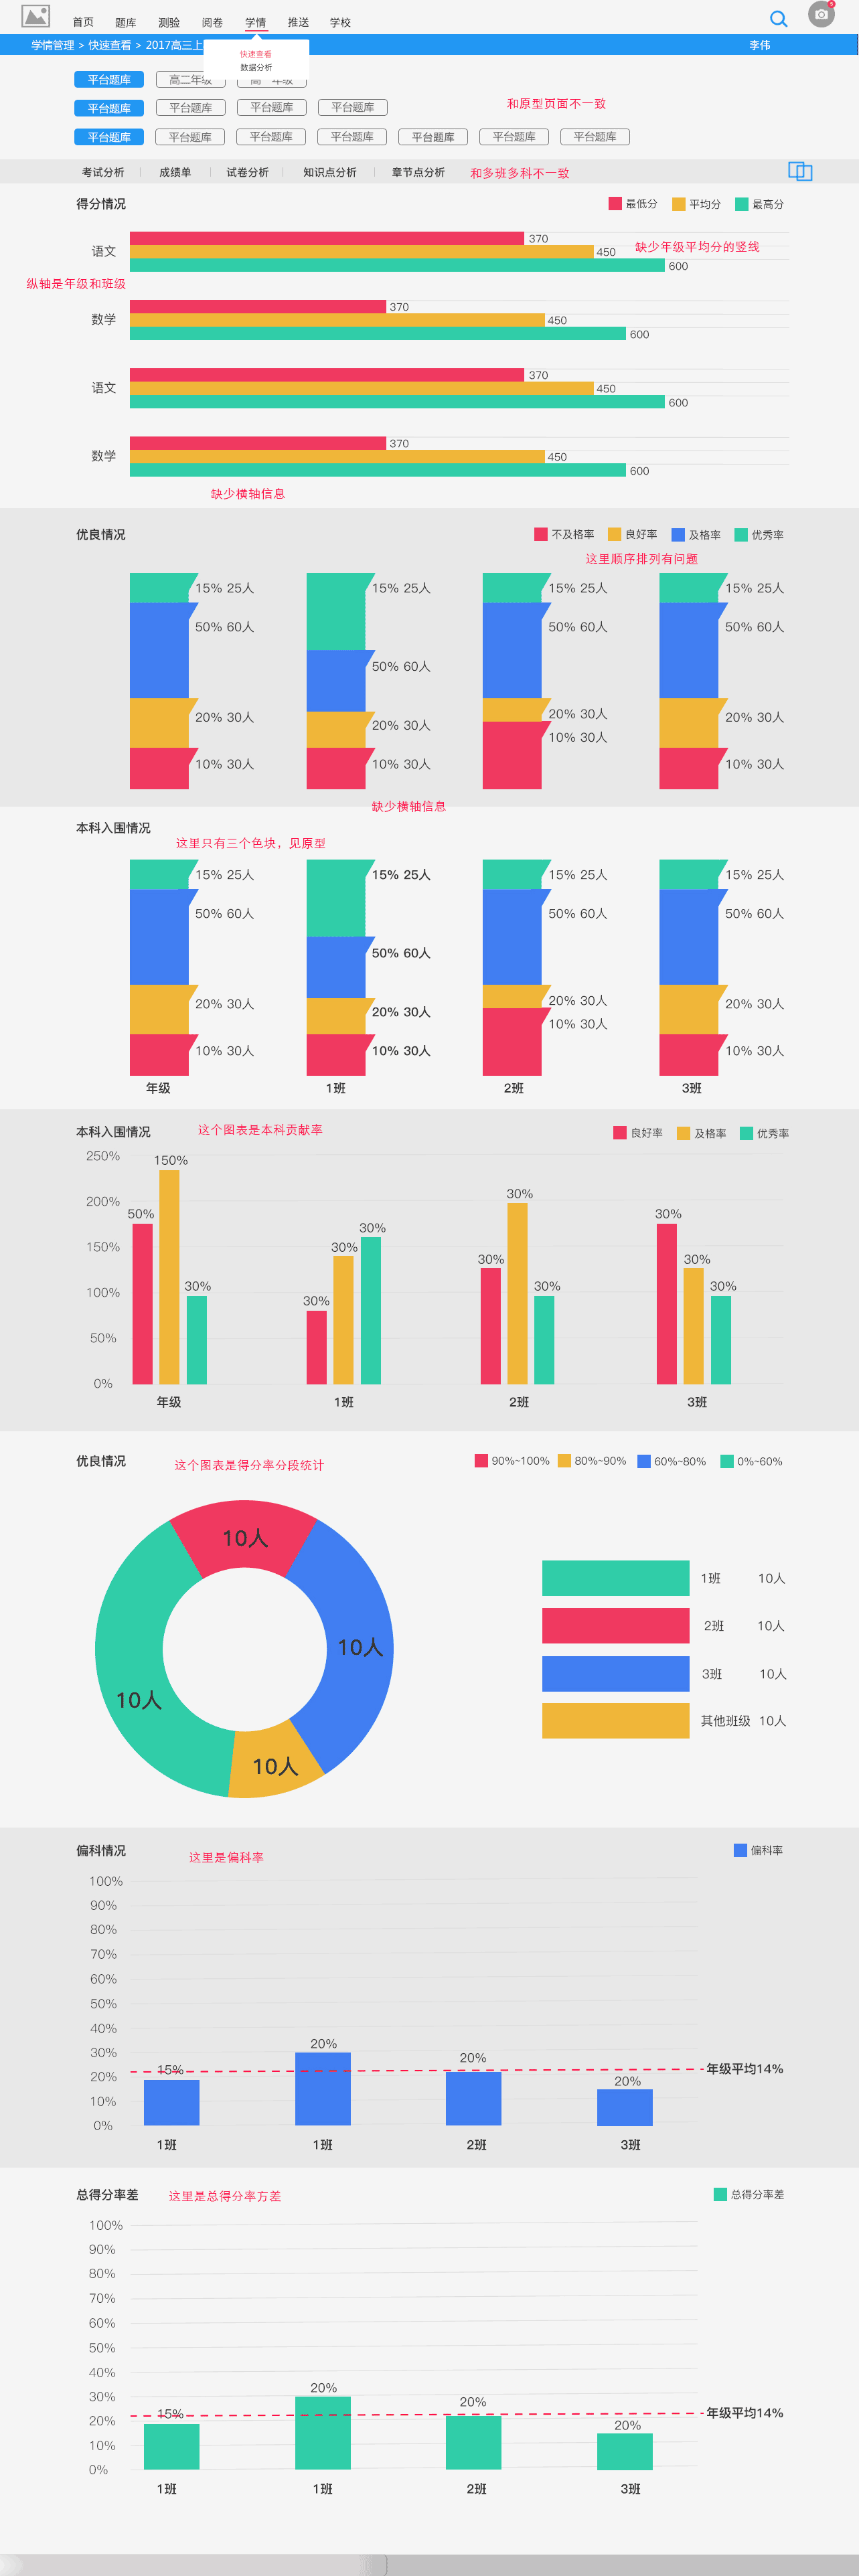 首页 题库 测验 阅卷 学情 推送 学校
8
学情管理 > 快速查看 > 2017高三上 李伟
快速查看
数据分析
平台题库 高二年级
平台题库 平台题库 平台题库 平台题库 和原型页面不一致
平台题库 平台题库 平台题库 平台题库 平台题库 平台题库 平台题库
考试分析 成绩单 试卷分析 知识点分析 章节点分析 和多班多科不一致
得分情况 最低分 平均分 最高分
语文 370
450 缺少年级平均分的竖线
600
纵轴是年级和班级
数学 370
450
600
语文 370
450
600
数学 370
450
600
缺少横轴信息
优良情况 不及格率 良好率 及格率 优秀率
这里顺序排列有问题
15% 25人 15% 25人 15% 25人 15% 25人
50% 60人 50% 60人 50% 60人 50% 60人
20% 30人 20% 30人 20% 30人 20% 30人
10% 30人 10% 30人 10% 30人 10% 30人
缺少横轴信息
本科入围情况
这里只有三个色块，见原型
15% 25人 15% 25人 15% 25人 15% 25人
50% 60人 50% 60人 50% 60人 50% 60人
20% 30人 20% 30人 20% 30人 20% 30人
10% 30人 10% 30人 10% 30人 10% 30人
年级 1班 2班 3班
本科入围情况 这个图表是本科贡献率 良好率 及格率 优秀率
250%
200%
150%
100%
50%
0%
50% 150% 30%
30% 30% 30%
30% 30% 30%
30% 30% 30%
年级 1班 2班 3班
优良情况 这个图表是得分率分段统计 90%~100% 80%~90% 60%~80% 0%~60%
10人
10人
10人
10人
1班 10人
2班 10人
3班 10人
其他班级 10人
偏科情况 这里是偏科率 偏科率
100%
90%
80%
70%
60%
50%
40%
30%
20%
10%
0%
15% 20% 20% 20%
年级平均14%
1班 1班 2班 3班
总得分率差 这里是总得分率方差 总得分率差
100%
90%
80%
70%
60%
50%
40%
30%
20%
10%
0%
15% 20% 20% 20%
年级平均14%
1班 1班 2班 3班